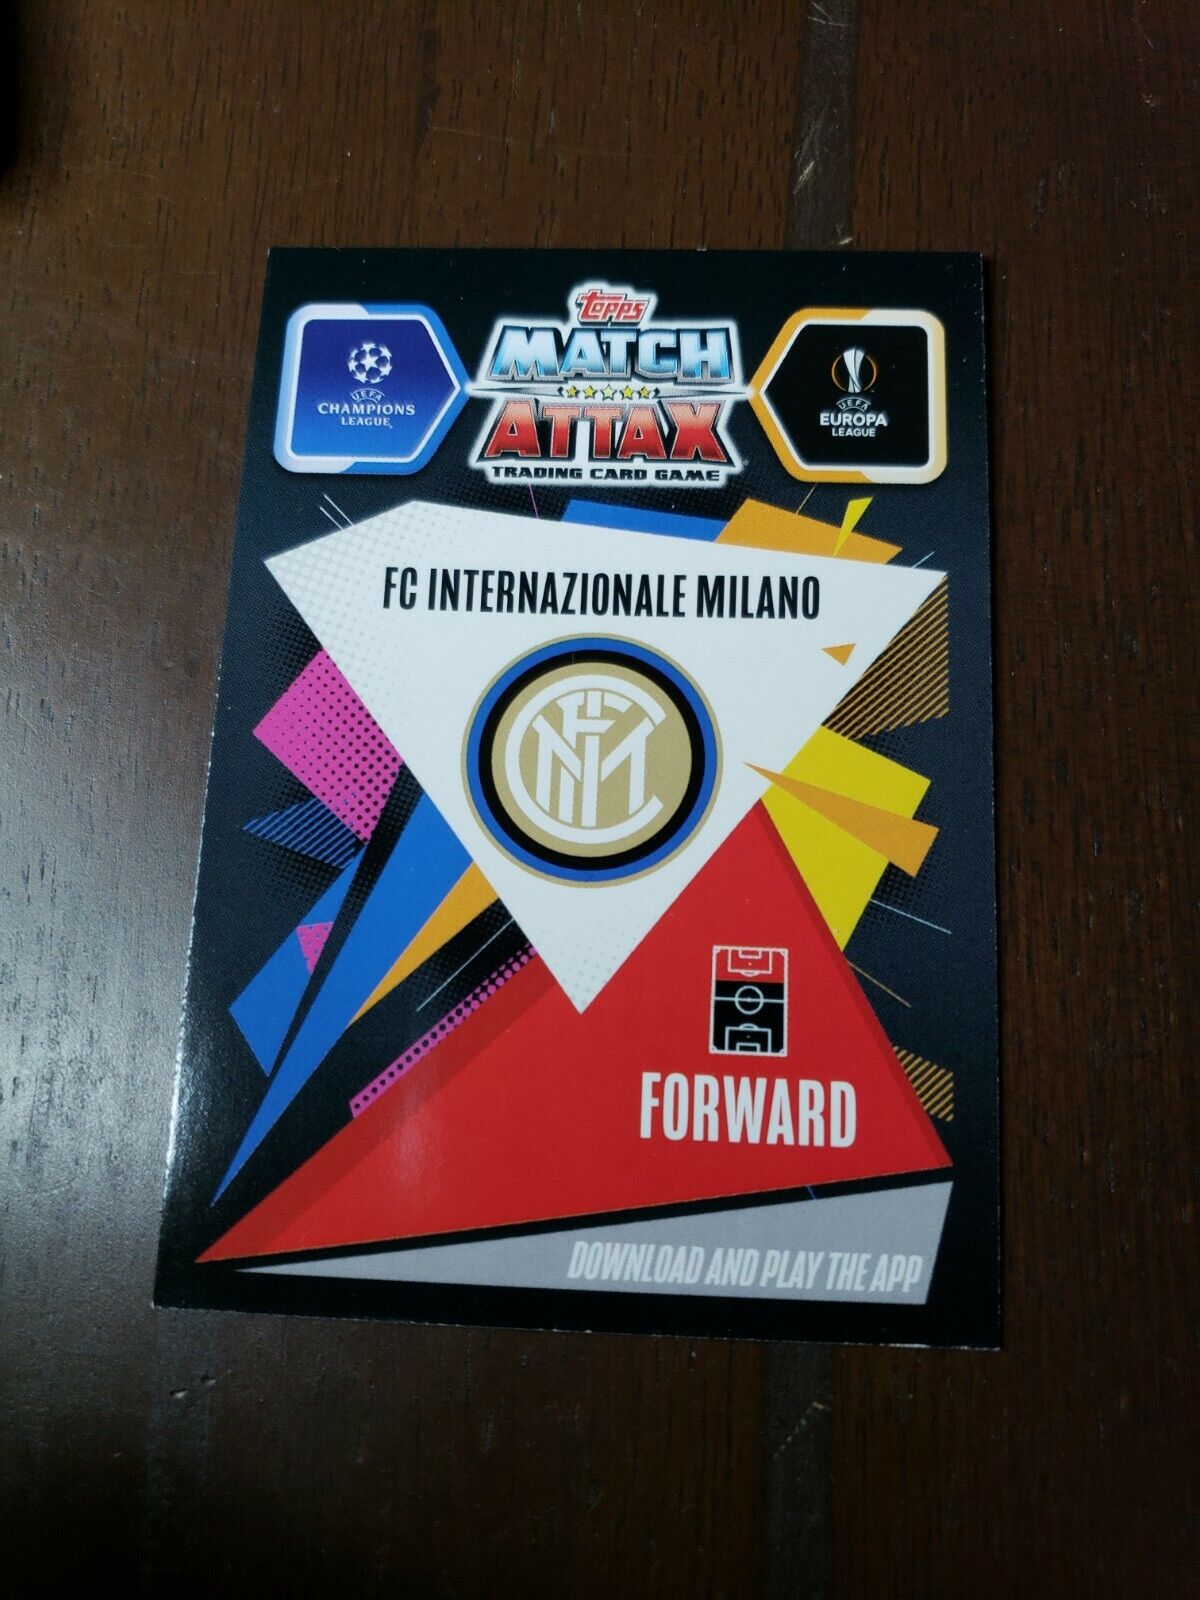 topps
MATCH
ATTAX
TRADING CARD GAME
UEFA
CHAMPIONS
LEAGUE
UEFA
EUROPA
LEAGUE
FC INTERNAZIONALE MILANO
FCIM
FORWARD
DOWNLOAD AND PLAY THE APP